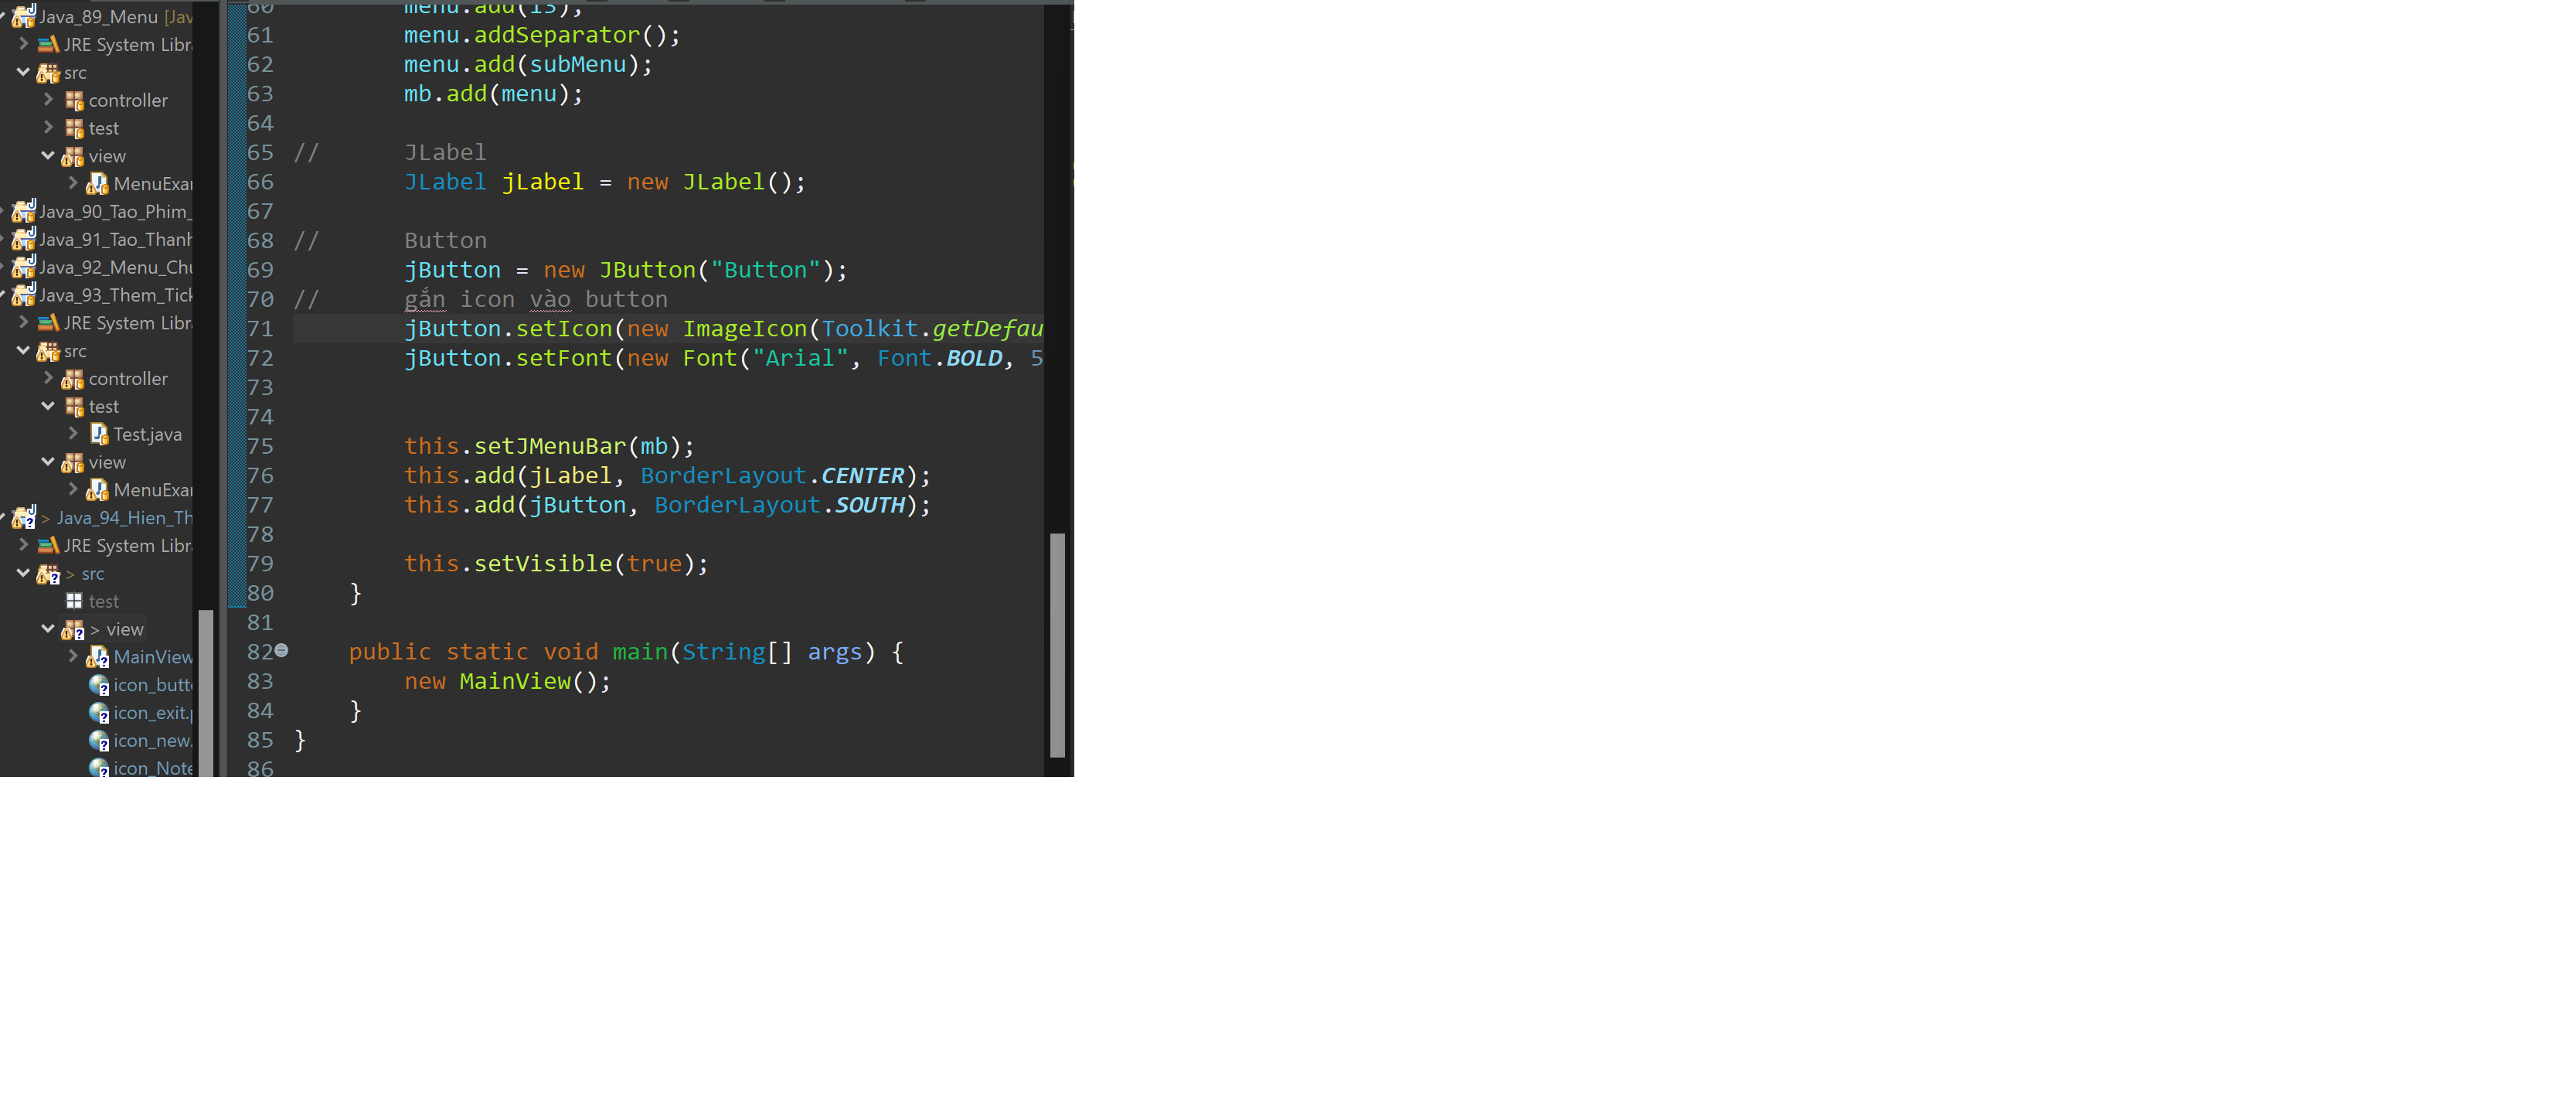 Java_89_Menu [Jav
JRE System Libr
src
controller
test
view
MenuExar
Java_90_Tao_Phim_
Java_91_Tao_Thanh
Java_92_Menu_Chu
Java_93_Them_Tick
JRE System Libr
src
controller
test
Test.java
view
MenuExar
> Java_94_Hien_Th
JRE System Libr
> src
test
> view
MainView
icon_butto
icon_exit.p
icon_new.
icon_Note
60 menu.add(i3);
61 menu.addSeparator();
62 menu.add(subMenu);
63 mb.add(menu);
64
65 // JLabel
66 JLabel jLabel = new JLabel();
67
68 // Button
69 jButton = new JButton("Button");
70 // gắn icon vào button
71 jButton.setIcon(new ImageIcon(Toolkit.getDefau
72 jButton.setFont(new Font("Arial", Font.BOLD, 5
73
74
75 this.setJMenuBar(mb);
76 this.add(jLabel, BorderLayout.CENTER);
77 this.add(jButton, BorderLayout.SOUTH);
78
79 this.setVisible(true);
80 }
81
82 public static void main(String[] args) {
83 new MainView();
84 }
85 }
86